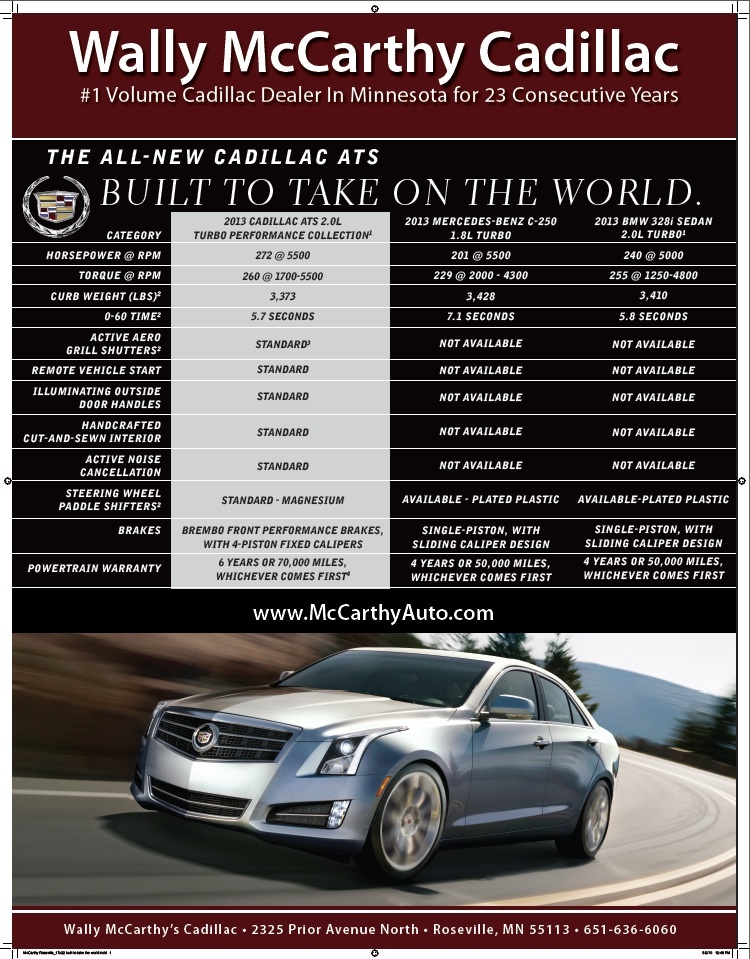 Wally McCarthy Cadillac
#1 Volume Cadillac Dealer In Minnesota for 23 Consecutive Years
THE ALL-NEW CADILLAC ATS
BUILT TO TAKE ON THE WORLD.
CATEGORY
2013 CADILLAC ATS 2.0L
TURBO PERFORMANCE COLLECTION¹
2013 MERCEDES-BENZ C-250
1.8L TURBO
2013 BMW 328i SEDAN
2.0L TURBO¹
HORSEPOWER @ RPM 272 @ 5500 201 @ 5500 240 @ 5000
TORQUE @ RPM 260 @ 1700-5500 229 @ 2000 - 4300 255 @ 1250-4800
CURB WEIGHT (LBS)² 3,373 3,428 3,410
0-60 TIME² 5.7 SECONDS 7.1 SECONDS 5.8 SECONDS
ACTIVE AERO
GRILL SHUTTERS²
STANDARD³ NOT AVAILABLE NOT AVAILABLE
REMOTE VEHICLE START STANDARD NOT AVAILABLE NOT AVAILABLE
ILLUMINATING OUTSIDE
DOOR HANDLES
STANDARD NOT AVAILABLE NOT AVAILABLE
HANDCRAFTED
CUT-AND-SEWN INTERIOR
STANDARD NOT AVAILABLE NOT AVAILABLE
ACTIVE NOISE
CANCELLATION
STANDARD NOT AVAILABLE NOT AVAILABLE
STEERING WHEEL
PADDLE SHIFTERS²
STANDARD - MAGNESIUM AVAILABLE - PLATED PLASTIC AVAILABLE-PLATED PLASTIC
BRAKES
BREMBO FRONT PERFORMANCE BRAKES,
WITH 4-PISTON FIXED CALIPERS
SINGLE-PISTON, WITH
SLIDING CALIPER DESIGN
SINGLE-PISTON, WITH
SLIDING CALIPER DESIGN
POWERTRAIN WARRANTY
6 YEARS OR 70,000 MILES,
WHICHEVER COMES FIRST⁴
4 YEARS OR 50,000 MILES,
WHICHEVER COMES FIRST
4 YEARS OR 50,000 MILES,
WHICHEVER COMES FIRST
www.McCarthyAuto.com
Wally McCarthy's Cadillac • 2325 Prior Avenue North • Roseville, MN 55113 • 651-636-6060